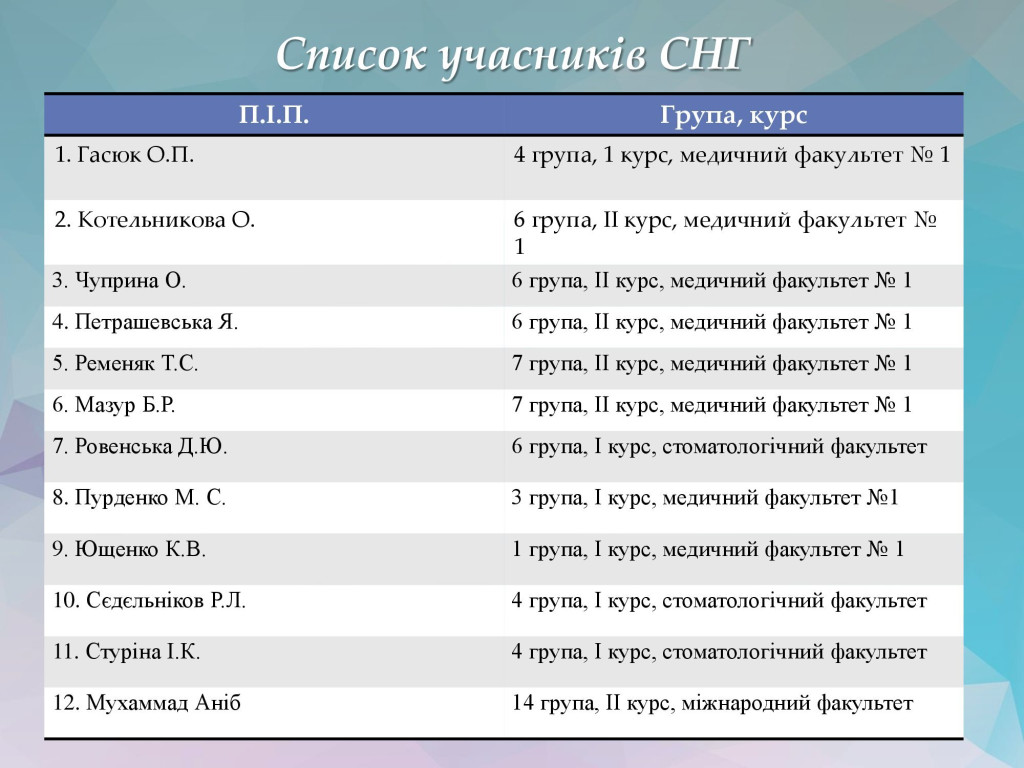 Список учасників СНГ
П.І.П. Група, курс
1. Гасюк О.П. 4 група, 1 курс, медичний факультет № 1
2. Котельникова О. 6 група, ІІ курс, медичний факультет №
1
3. Чуприна О. 6 група, ІІ курс, медичний факультет № 1
4. Петрашевська Я. 6 група, ІІ курс, медичний факультет № 1
5. Ременяк Т.С. 7 група, ІІ курс, медичний факультет № 1
6. Мазур Б.Р. 7 група, ІІ курс, медичний факультет № 1
7. Ровенська Д.Ю. 6 група, І курс, стоматологічний факультет
8. Пурденко М. С. 3 група, І курс, медичний факультет №1
9. Ющенко К.В. 1 група, І курс, медичний факультет № 1
10. Сєдєльніков Р.Л. 4 група, І курс, стоматологічний факультет
11. Стуріна І.К. 4 група, І курс, стоматологічний факультет
12. Мухаммад Аніб 14 група, ІІ курс, міжнародний факультет